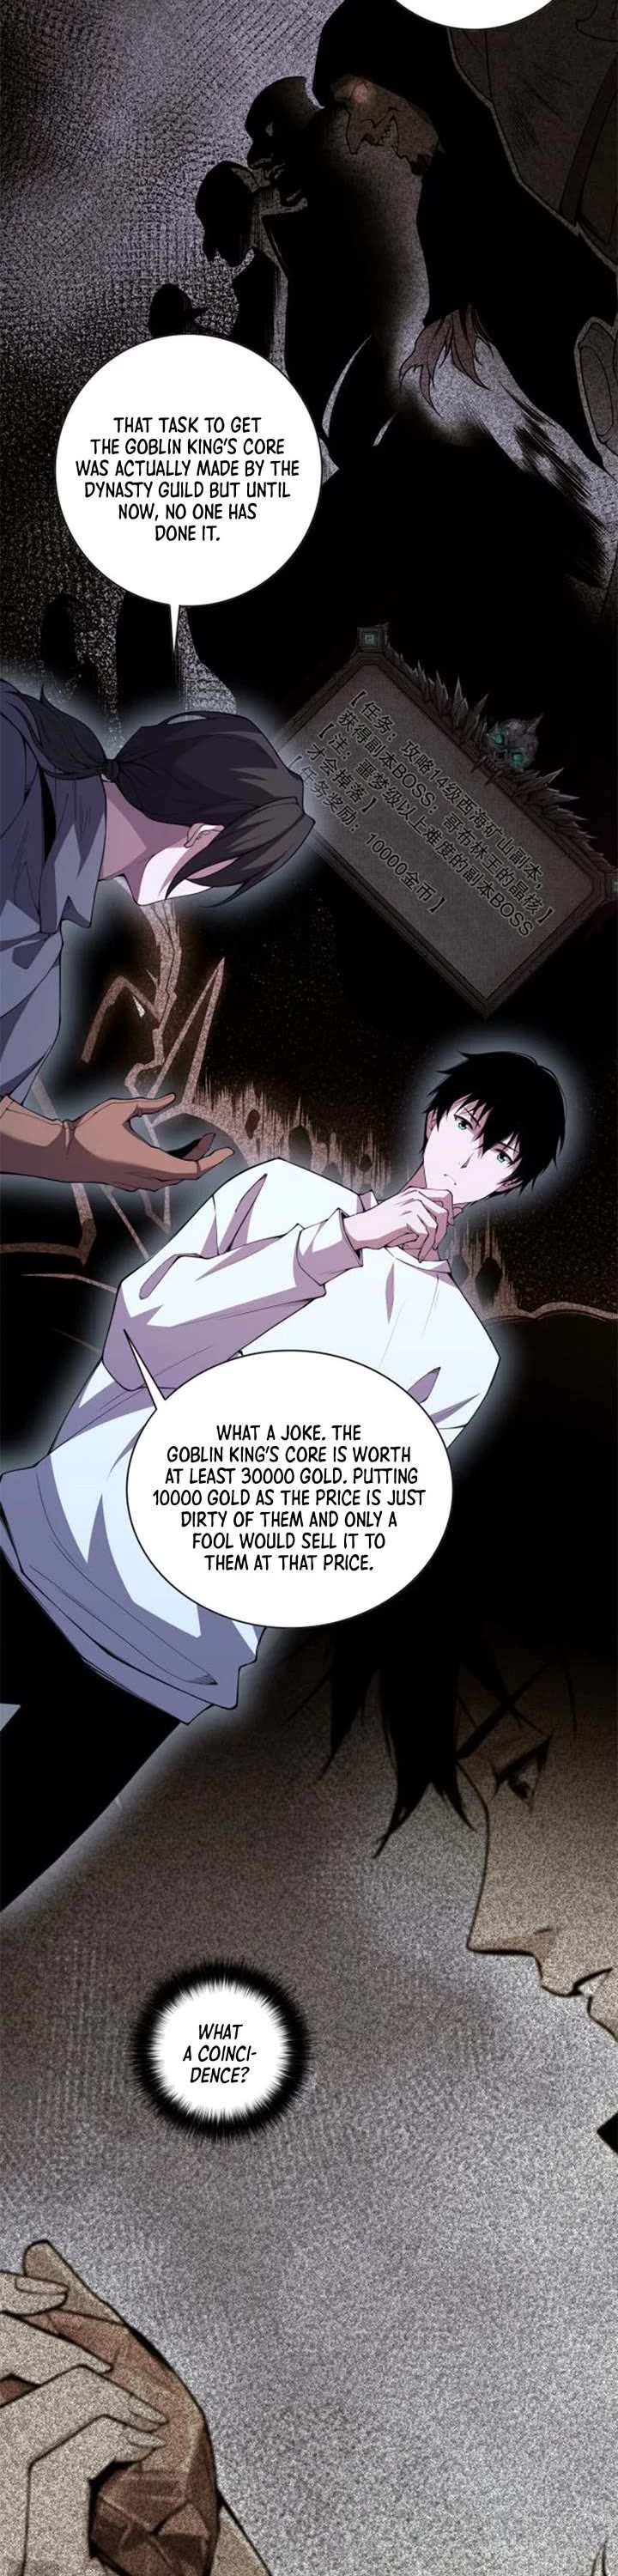 THAT TASK TO GET
THE GOBLIN KING'S CORE
WAS ACTUALLY MADE BY THE
DYNASTY GUILD BUT UNTIL
NOW, NO ONE HAS
DONE IT.
【任务：攻略14级西海矿山副本，
获得副本BOSS：哥布林王的晶核】
【注：噩梦级以上难度的副本BOSS
才会掉落】
【任务奖励：10000金币】
WHAT A JOKE. THE
GOBLIN KING'S CORE IS WORTH
AT LEAST 30000 GOLD. PUTTING
10000 GOLD AS THE PRICE IS JUST
DIRTY OF THEM AND ONLY A
FOOL WOULD SELL IT TO
THEM AT THAT PRICE.
WHAT
A COINCI-
DENCE?